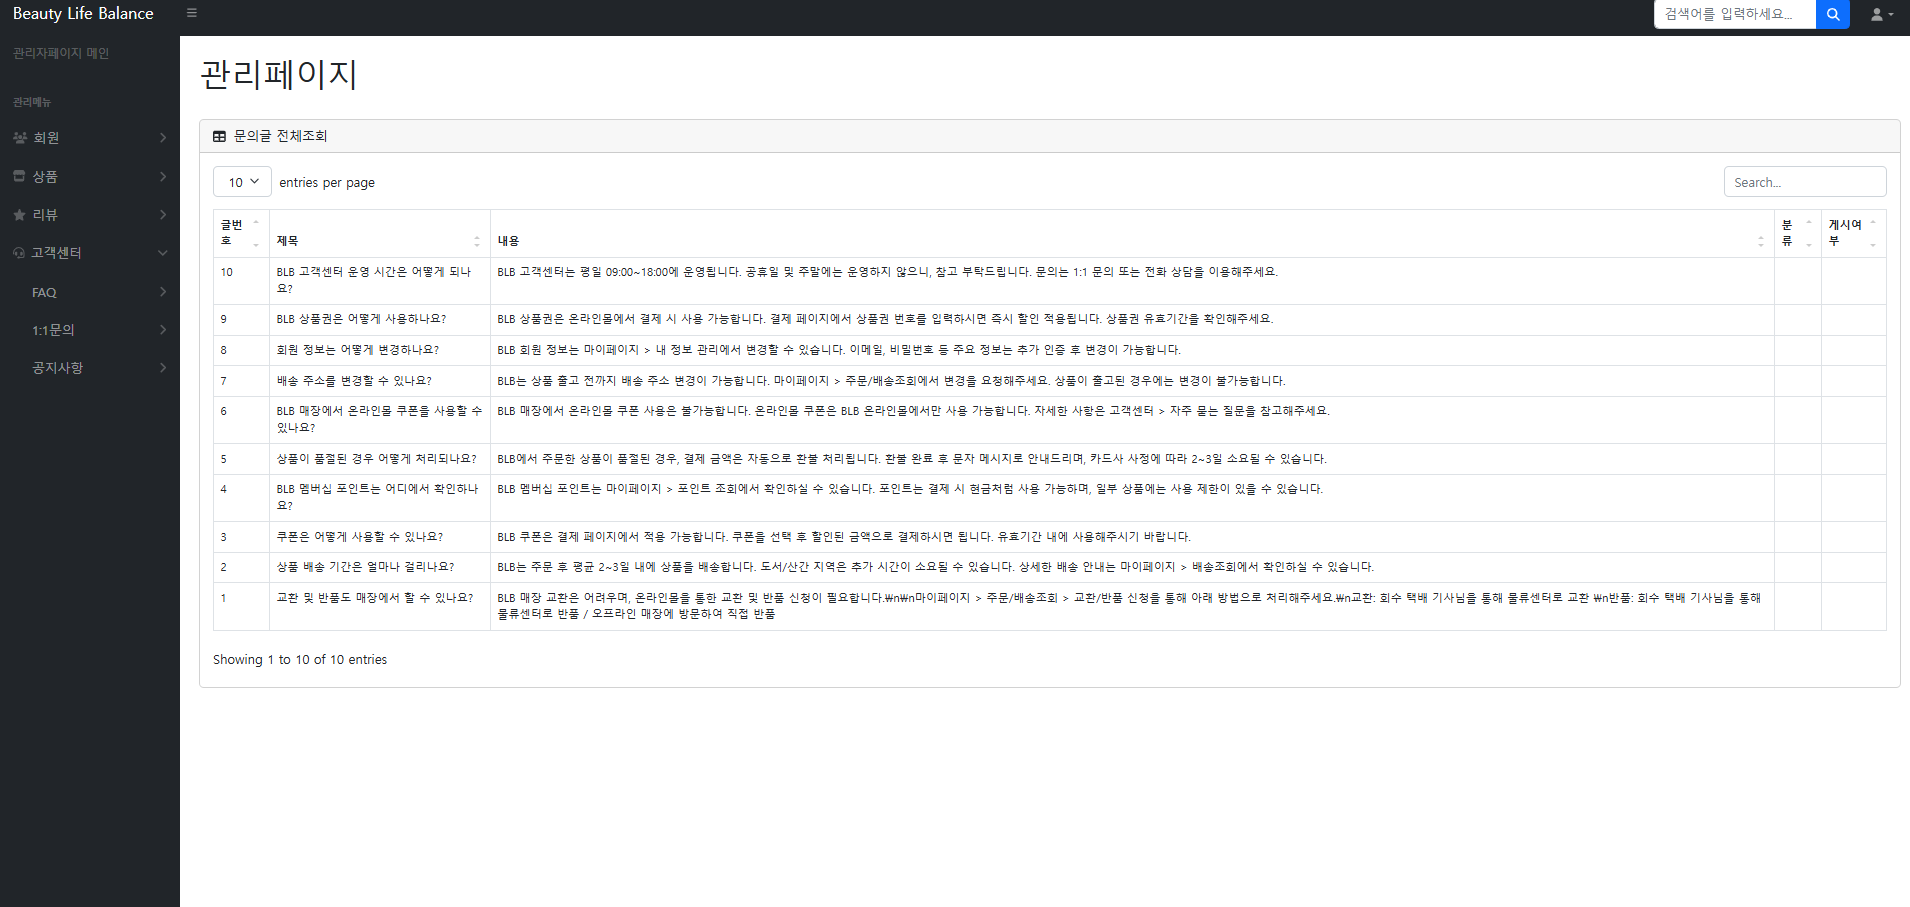 Beauty Life Balance
검색어를 입력하세요...
관리자페이지 메인
관리메뉴
회원
상품
리뷰
고객센터
FAQ
1:1문의
공지사항
관리페이지
문의글 전체조회
10 entries per page
Search...
글번호 제목 내용 분류 게시여부
10 BLB 고객센터 운영 시간은 어떻게 되나요? BLB 고객센터는 평일 09:00~18:00에 운영됩니다. 공휴일 및 주말에는 운영하지 않으니, 참고 부탁드립니다. 문의는 1:1 문의 또는 전화 상담을 이용해주세요.
9 BLB 상품권은 어떻게 사용하나요? BLB 상품권은 온라인몰에서 결제 시 사용 가능합니다. 결제 페이지에서 상품권 번호를 입력하시면 즉시 할인 적용됩니다. 상품권 유효기간을 확인해주세요.
8 회원 정보는 어떻게 변경하나요? BLB 회원 정보는 마이페이지 > 내 정보 관리에서 변경할 수 있습니다. 이메일, 비밀번호 등 주요 정보는 추가 인증 후 변경이 가능합니다.
7 배송 주소를 변경할 수 있나요? BLB는 상품 출고 전까지 배송 주소 변경이 가능합니다. 마이페이지 > 주문/배송조회에서 변경을 요청해주세요. 상품이 출고된 경우에는 변경이 불가능합니다.
6 BLB 매장에서 온라인몰 쿠폰을 사용할 수 있나요? BLB 매장에서 온라인몰 쿠폰 사용은 불가능합니다. 온라인몰 쿠폰은 BLB 온라인몰에서만 사용 가능합니다. 자세한 사항은 고객센터 > 자주 묻는 질문을 참고해주세요.
5 상품이 품절된 경우 어떻게 처리되나요? BLB에서 주문한 상품이 품절된 경우, 결제 금액은 자동으로 환불 처리됩니다. 환불 완료 후 문자 메시지로 안내드리며, 카드사 사정에 따라 2~3일 소요될 수 있습니다.
4 BLB 멤버십 포인트는 어디에서 확인하나요? BLB 멤버십 포인트는 마이페이지 > 포인트 조회에서 확인하실 수 있습니다. 포인트는 결제 시 현금처럼 사용 가능하며, 일부 상품에는 사용 제한이 있을 수 있습니다.
3 쿠폰은 어떻게 사용할 수 있나요? BLB 쿠폰은 결제 페이지에서 적용 가능합니다. 쿠폰을 선택 후 할인된 금액으로 결제하시면 됩니다. 유효기간 내에 사용해주시기 바랍니다.
2 상품 배송 기간은 얼마나 걸리나요? BLB는 주문 후 평균 2~3일 내에 상품을 배송합니다. 도서/산간 지역은 추가 시간이 소요될 수 있습니다. 상세한 배송 안내는 마이페이지 > 배송조회에서 확인하실 수 있습니다.
1 교환 및 반품도 매장에서 할 수 있나요? BLB 매장 교환은 어려우며, 온라인몰을 통한 교환 및 반품 신청이 필요합니다.₩n₩n마이페이지 > 주문/배송조회 > 교환/반품 신청을 통해 아래 방법으로 처리해주세요.₩n교환: 회수 택배 기사님을 통해 물류센터로 교환 ₩n반품: 회수 택배 기사님을 통해
물류센터로 반품 / 오프라인 매장에 방문하여 직접 반품
Showing 1 to 10 of 10 entries